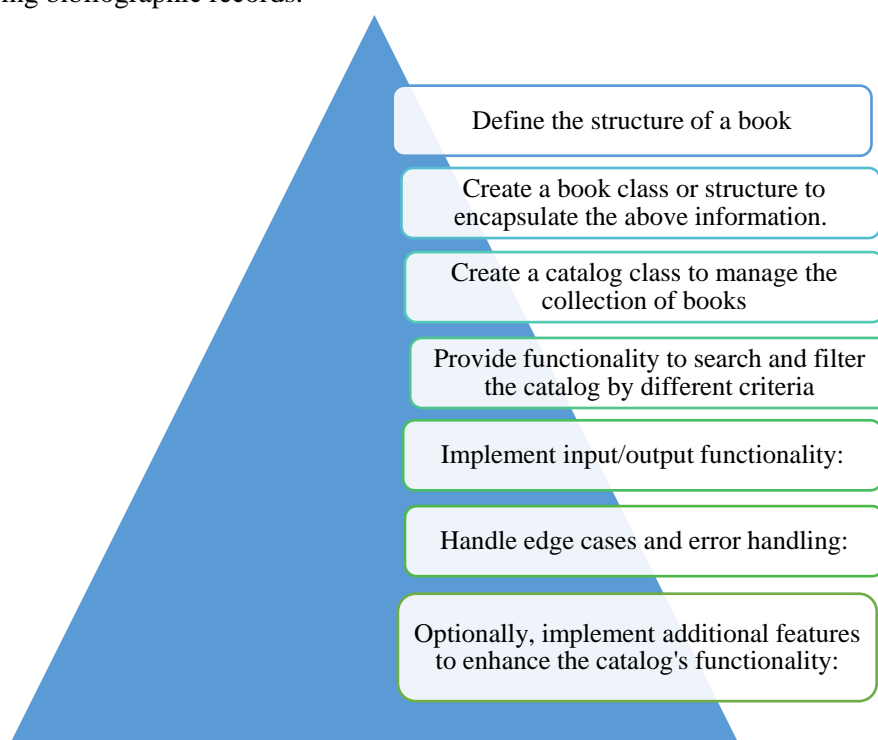 bibliographic records.
Define the structure of a book
Create a book class or structure to
encapsulate the above information.
Create a catalog class to manage the
collection of books
Provide functionality to search and filter
the catalog by different criteria
Implement input/output functionality:
Handle edge cases and error handling:
Optionally, implement additional features
to enhance the catalog's functionality: